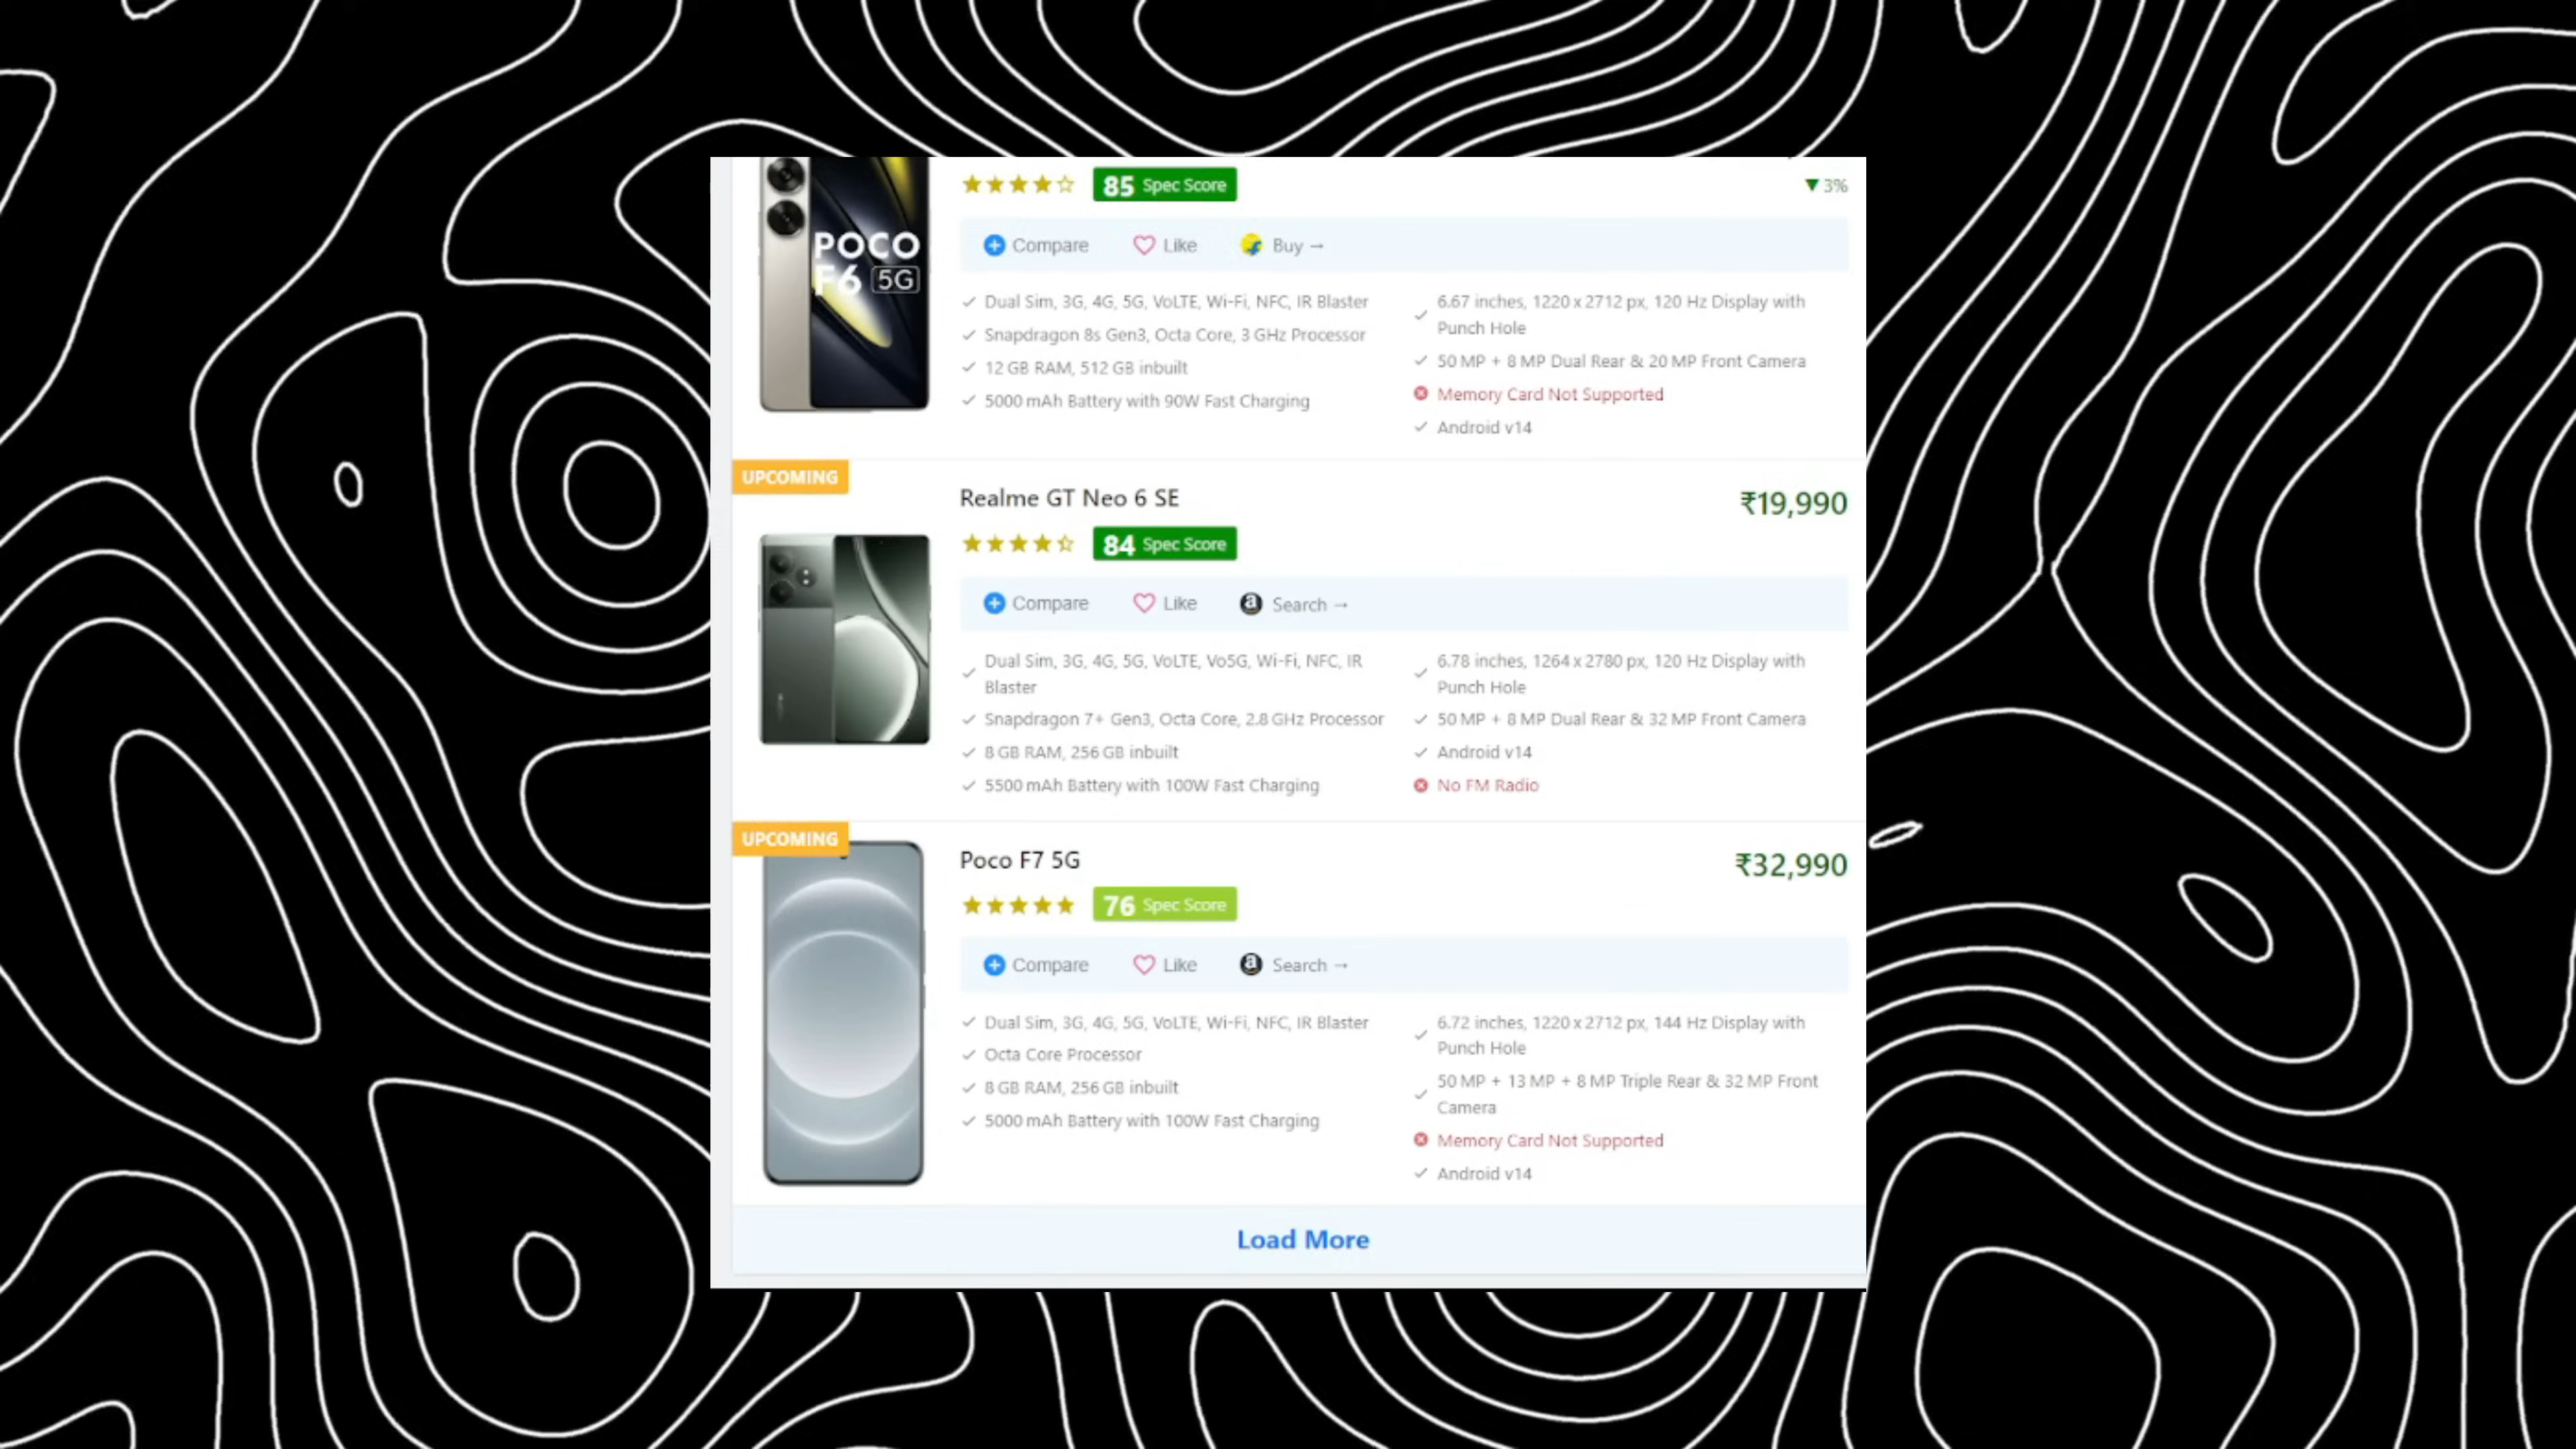 85 Spec Score
▼ 3%
POCO
F6 5G
Compare Like Buy →
Dual Sim, 3G, 4G, 5G, VoLTE, Wi-Fi, NFC, IR Blaster
Snapdragon 8s Gen3, Octa Core, 3 GHz Processor
12 GB RAM, 512 GB inbuilt
5000 mAh Battery with 90W Fast Charging
6.67 inches, 1220 x 2712 px, 120 Hz Display with
Punch Hole
50 MP + 8 MP Dual Rear & 20 MP Front Camera
Memory Card Not Supported
Android v14
UPCOMING
Realme GT Neo 6 SE
₹19,990
84 Spec Score
Compare Like Search →
Dual Sim, 3G, 4G, 5G, VoLTE, Vo5G, Wi-Fi, NFC, IR
Blaster
Snapdragon 7+ Gen3, Octa Core, 2.8 GHz Processor
8 GB RAM, 256 GB inbuilt
5500 mAh Battery with 100W Fast Charging
6.78 inches, 1264 x 2780 px, 120 Hz Display with
Punch Hole
50 MP + 8 MP Dual Rear & 32 MP Front Camera
Android v14
No FM Radio
UPCOMING
Poco F7 5G
₹32,990
76 Spec Score
Compare Like Search →
Dual Sim, 3G, 4G, 5G, VoLTE, Wi-Fi, NFC, IR Blaster
Octa Core Processor
8 GB RAM, 256 GB inbuilt
5000 mAh Battery with 100W Fast Charging
6.72 inches, 1220 x 2712 px, 144 Hz Display with
Punch Hole
50 MP + 13 MP + 8 MP Triple Rear & 32 MP Front
Camera
Memory Card Not Supported
Android v14
Load More